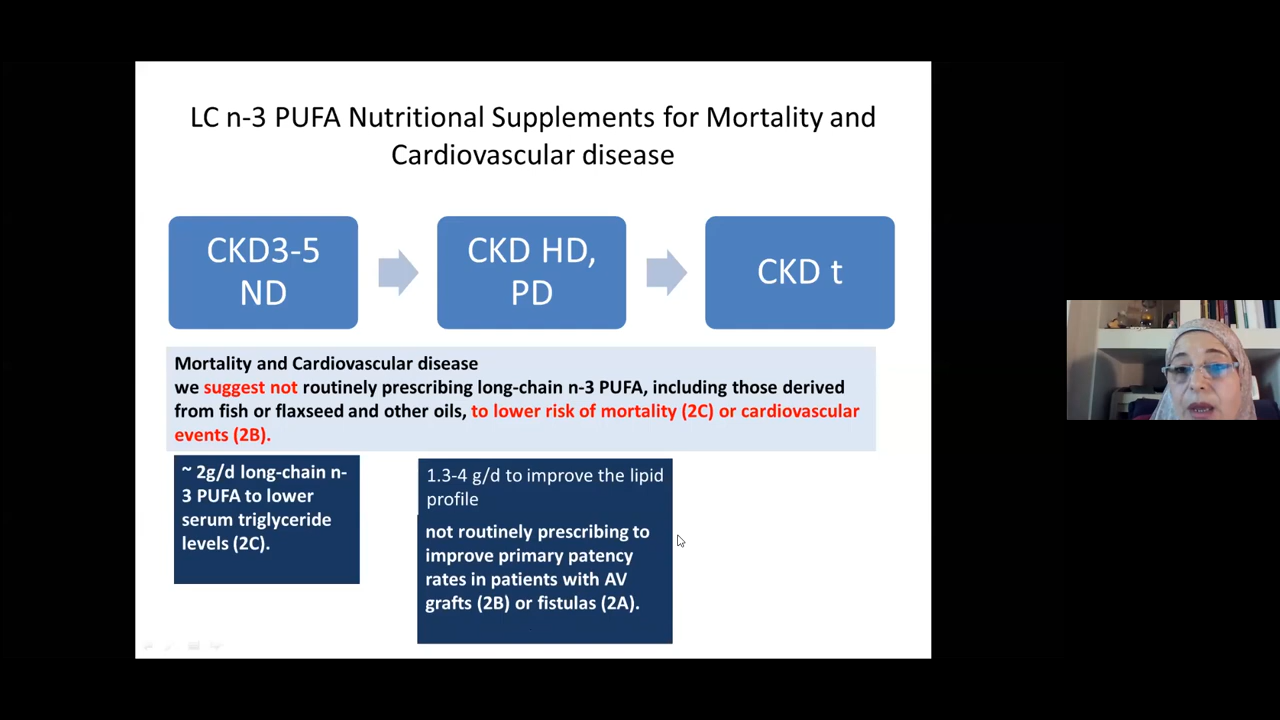 LC n-3 PUFA Nutritional Supplements for Mortality and
Cardiovascular disease
CKD3-5
ND
CKD HD,
PD
CKD t
Mortality and Cardiovascular disease
we suggest not routinely prescribing long-chain n-3 PUFA, including those derived
from fish or flaxseed and other oils, to lower risk of mortality (2C) or cardiovascular
events (2B).
~ 2g/d long-chain n-
3 PUFA to lower
serum triglyceride
levels (2C).
1.3-4 g/d to improve the lipid
profile
not routinely prescribing to
improve primary patency
rates in patients with AV
grafts (2B) or fistulas (2A).